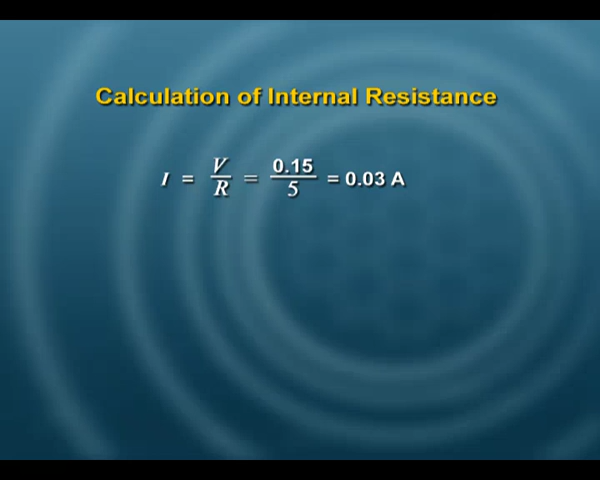 Calculation of Internal Resistance
I = V/R = 0.15/5 = 0.03 A